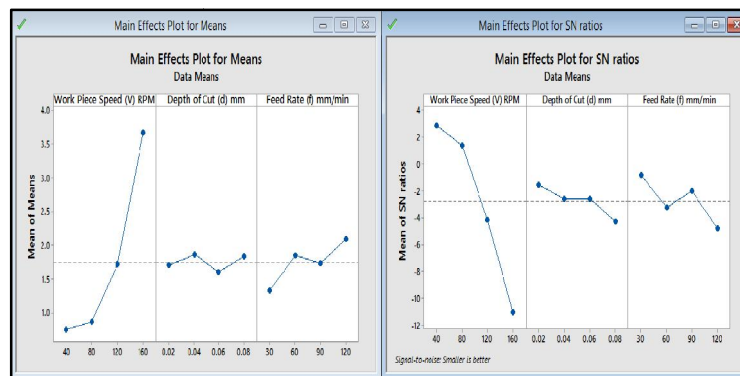 Main Effects Plot for Means
Main Effects Plot for Means
Data Means
Work Piece Speed (V) RPM Depth of Cut (d) mm Feed Rate (f) mm/min
Mean of Means
4.0
3.5
3.0
2.5
2.0
1.5
1.0
40 80 120 160 0.02 0.04 0.06 0.08 30 60 90 120
Main Effects Plot for SN ratios
Main Effects Plot for SN ratios
Data Means
Work Piece Speed (V) RPM Depth of Cut (d) mm Feed Rate (f) mm/min
Mean of SN ratios
4
2
0
-2
-4
-6
-8
-10
-12
40 80 120 160 0.02 0.04 0.06 0.08 30 60 90 120
Signal-to-noise: Smaller is better